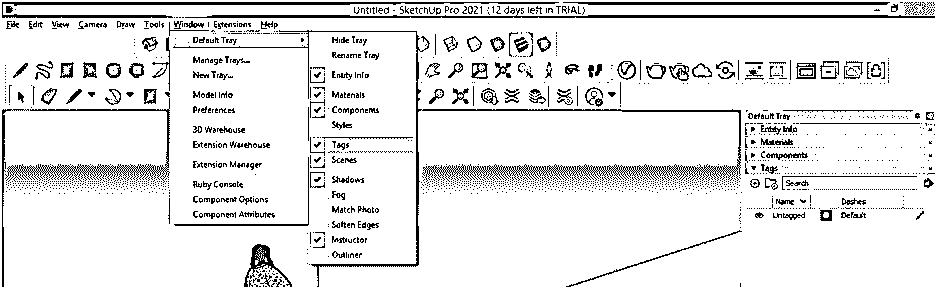 Untitled - SketchUp Pro 2021 (12 days left in TRIAL)
File Edit View Camera Draw Tools Window Extensions Help
Default Tray
Manage Trays...
New Tray...
Model Info
Preferences
3D Warehouse
Extension Warehouse
Extension Manager
Ruby Console
Component Options
Component Attributes
Hide Tray
Rename Tray
Entity Info
Materials
Components
Styles
Tags
Scenes
Shadows
Fog
Match Photo
Soften Edges
Instructor
Outliner
Default Tray
Entity Info
Materials
Components
Tags
Search
Name Dashes
Untagged Default